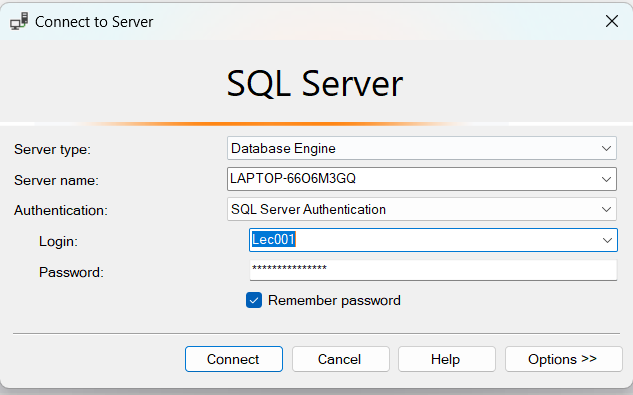 Connect to Server
SQL Server
Server type: Database Engine
Server name: LAPTOP-66O6M3GQ
Authentication: SQL Server Authentication
Login: Lec001
Password: ***************
Remember password
Connect Cancel Help Options >>